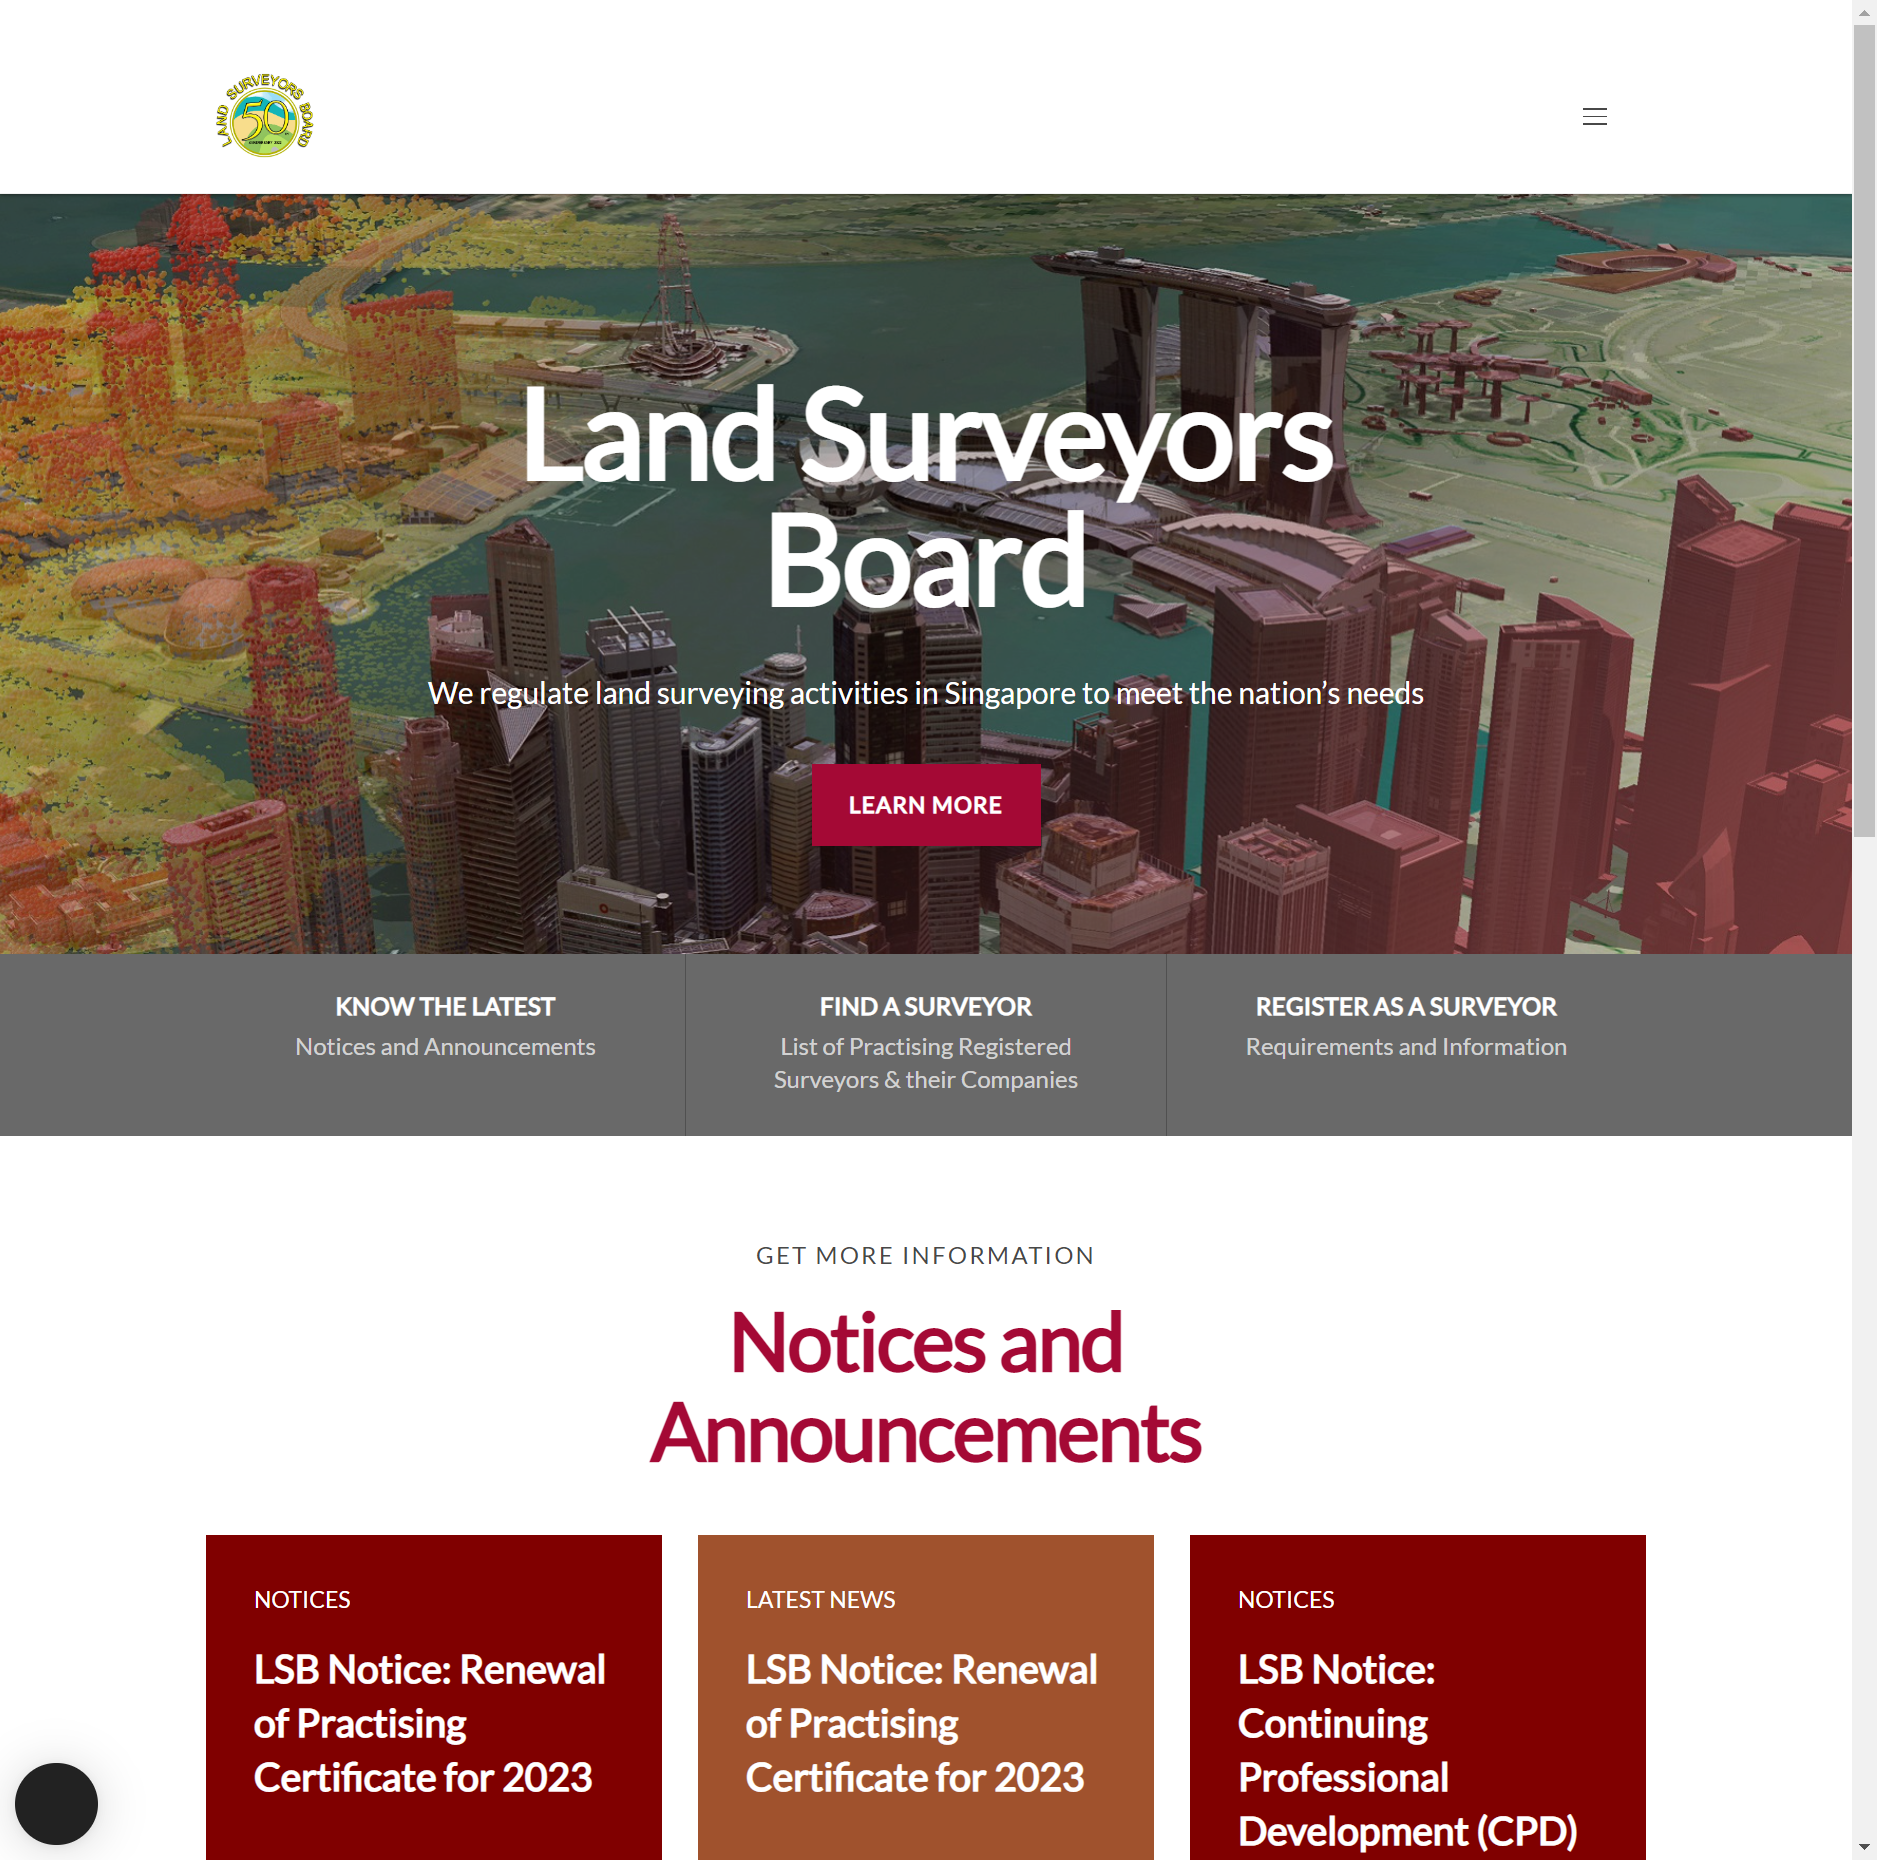 LAND SURVEYORS BOARD
50
Land Surveyors
Board
We regulate land surveying activities in Singapore to meet the nation’s needs
LEARN MORE
KNOW THE LATEST
Notices and Announcements
FIND A SURVEYOR
List of Practising Registered
Surveyors & their Companies
REGISTER AS A SURVEYOR
Requirements and Information
GET MORE INFORMATION
Notices and
Announcements
NOTICES
LSB Notice: Renewal
of Practising
Certificate for 2023
LATEST NEWS
LSB Notice: Renewal
of Practising
Certificate for 2023
NOTICES
LSB Notice:
Continuing
Professional
Development (CPD)